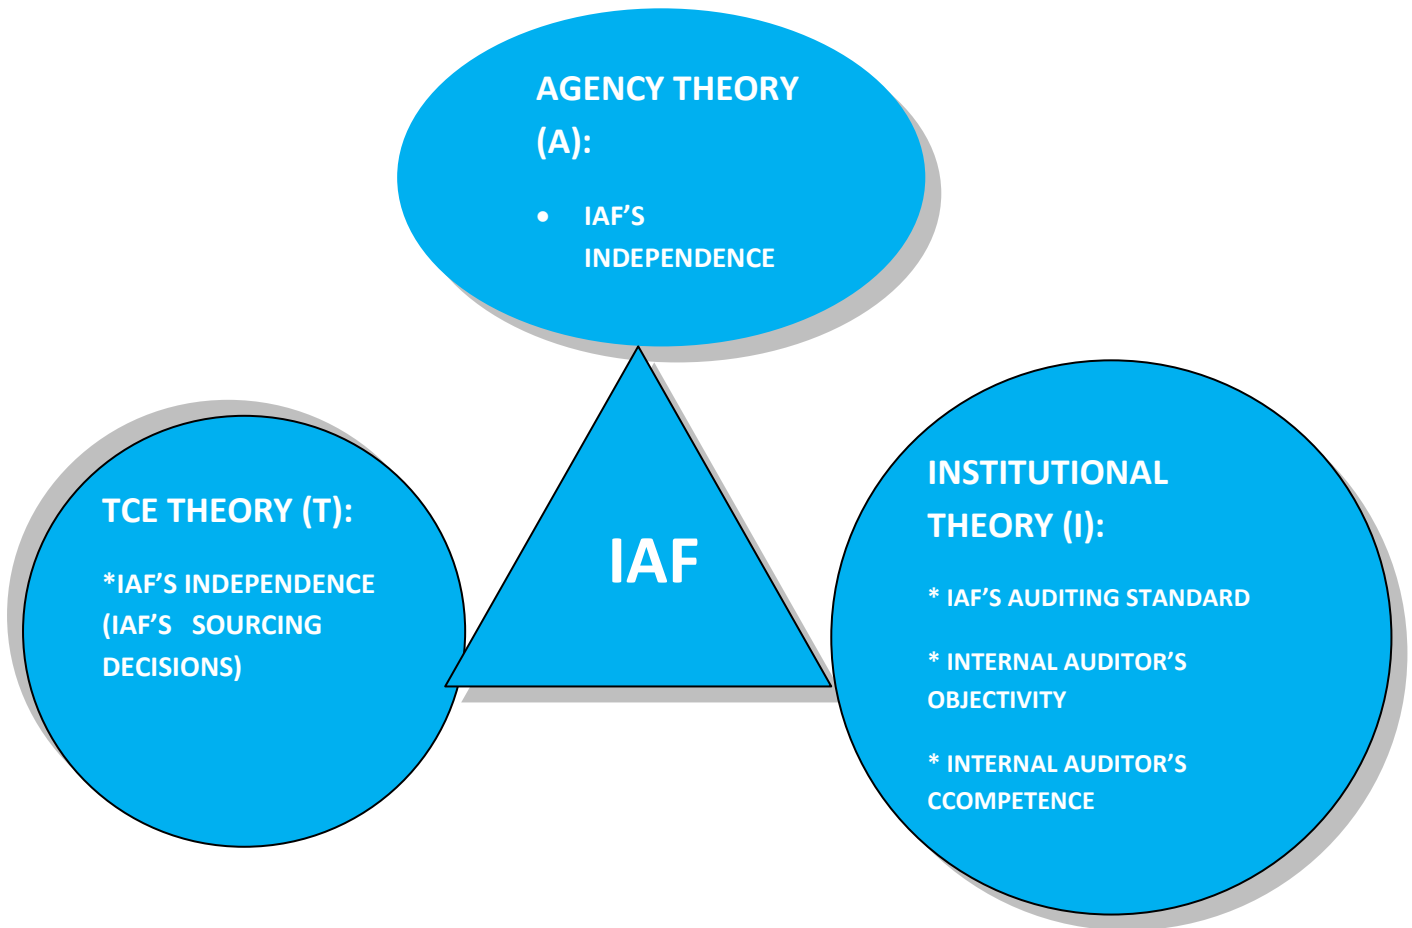 AGENCY THEORY
(A):
• IAF’S
INDEPENDENCE
TCE THEORY (T):
*IAF’S INDEPENDENCE
(IAF’S SOURCING
DECISIONS)
IAF
INSTITUTIONAL
THEORY (I):
* IAF’S AUDITING STANDARD
* INTERNAL AUDITOR’S
OBJECTIVITY
* INTERNAL AUDITOR’S
CCOMPETENCE